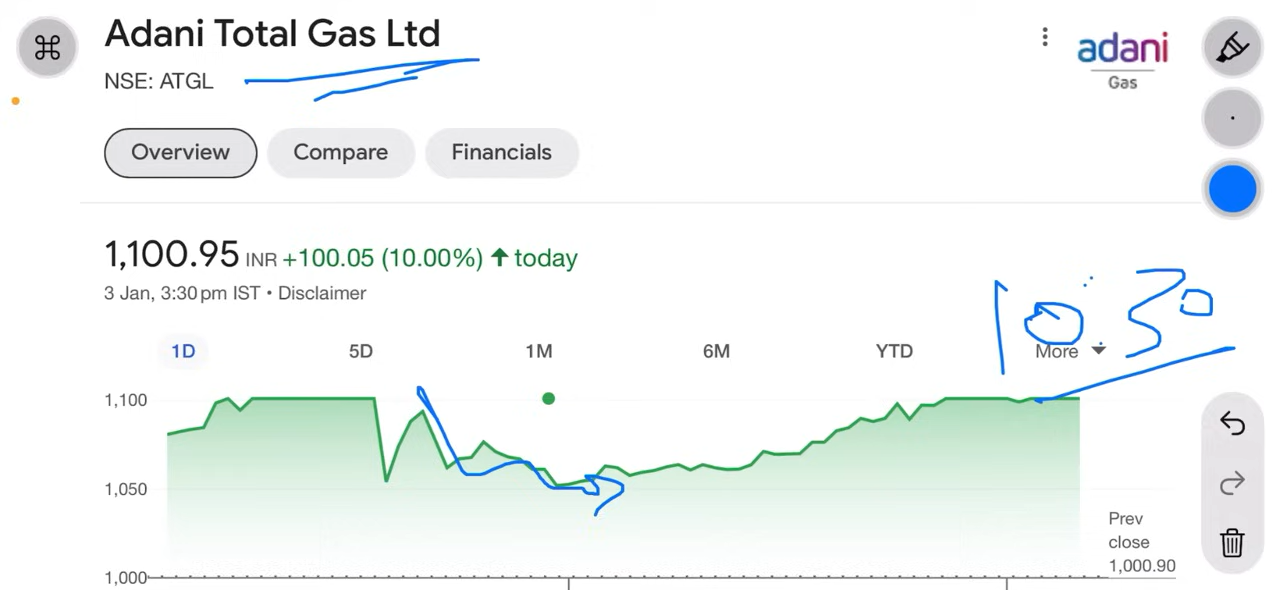 Adani Total Gas Ltd
NSE: ATGL
adani
Gas
Overview Compare Financials
1,100.95 INR +100.05 (10.00%) ↑ today
3 Jan, 3:30 pm IST • Disclaimer
10:30
1D 5D 1M 6M YTD More
1,100
1,050
1,000
Prev
close
1,000.90